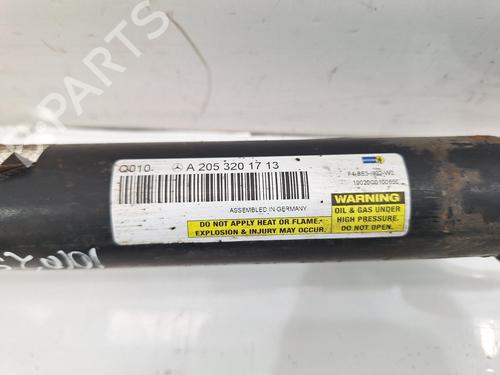 PARTS
B PARTS
Q010
A 205 320 17 13
ASSEMBLED IN GERMANY
DO NOT APPLY HEAT OR FLAME.
EXPLOSION & INJURY MAY OCCUR.
WARNING
OIL & GAS UNDER
HIGH PRESSURE.
DO NOT OPEN.